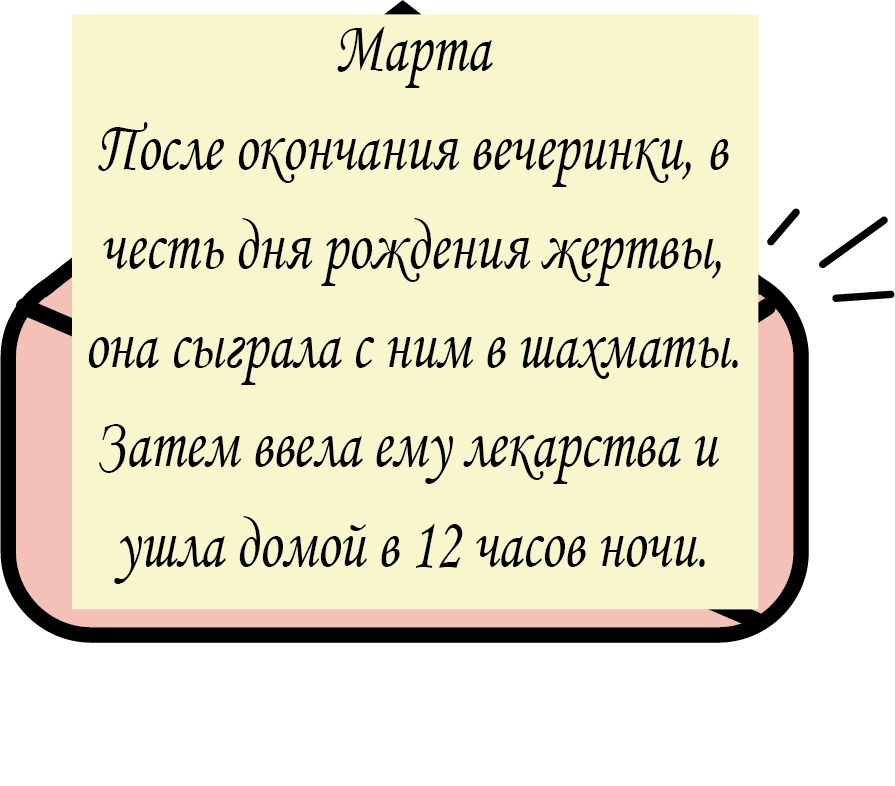 Марта
После окончания вечеринки, в
честь дня рождения жертвы,
она сыграла с ним в шахматы.
Затем ввела ему лекарства и
ушла домой в 12 часов ночи.